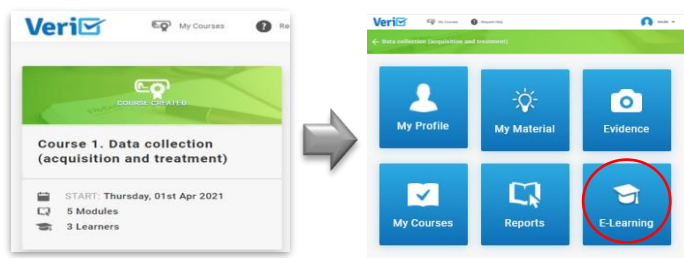 Veri
My Courses
? Re
COURSE CREATED
Course 1. Data collection
(acquisition and treatment)
START: Thursday, 01st Apr 2021
5 Modules
3 Learners
Veri
My Courses
? Request Help
← Data collection (acquisition and treatment)
My Profile
My Material
Evidence
My Courses
Reports
E-Learning